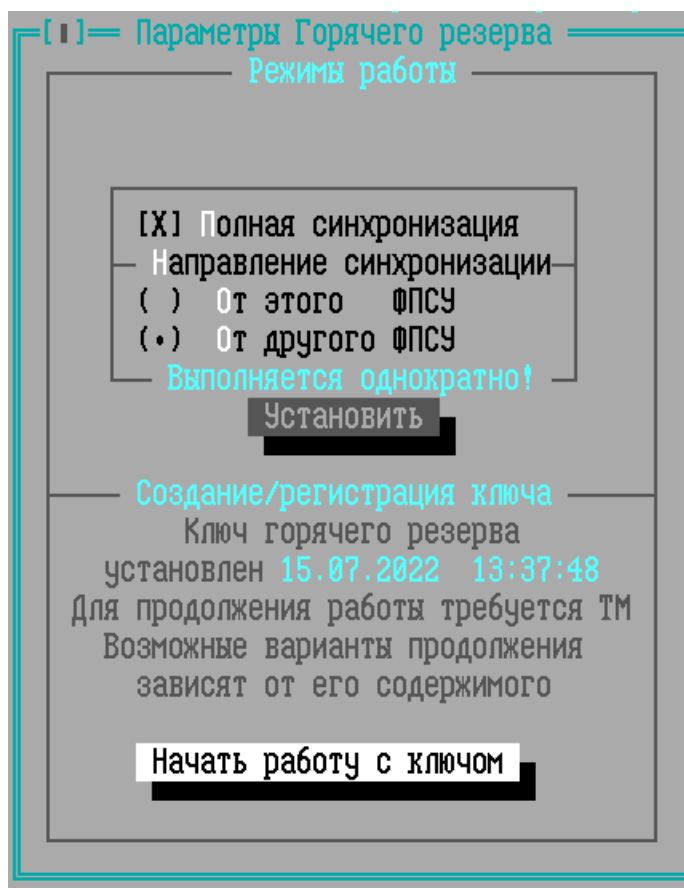 [▮] Параметры Горячего резерва
Режимы работы
[X] Полная синхронизация
Направление синхронизации
( ) От этого ФПСУ
(•) От другого ФПСУ
Выполняется однократно!
Установить
Создание/регистрация ключа
Ключ горячего резерва
установлен 15.07.2022 13:37:48
Для продолжения работы требуется ТМ
Возможные варианты продолжения
зависят от его содержимого
Начать работу с ключом